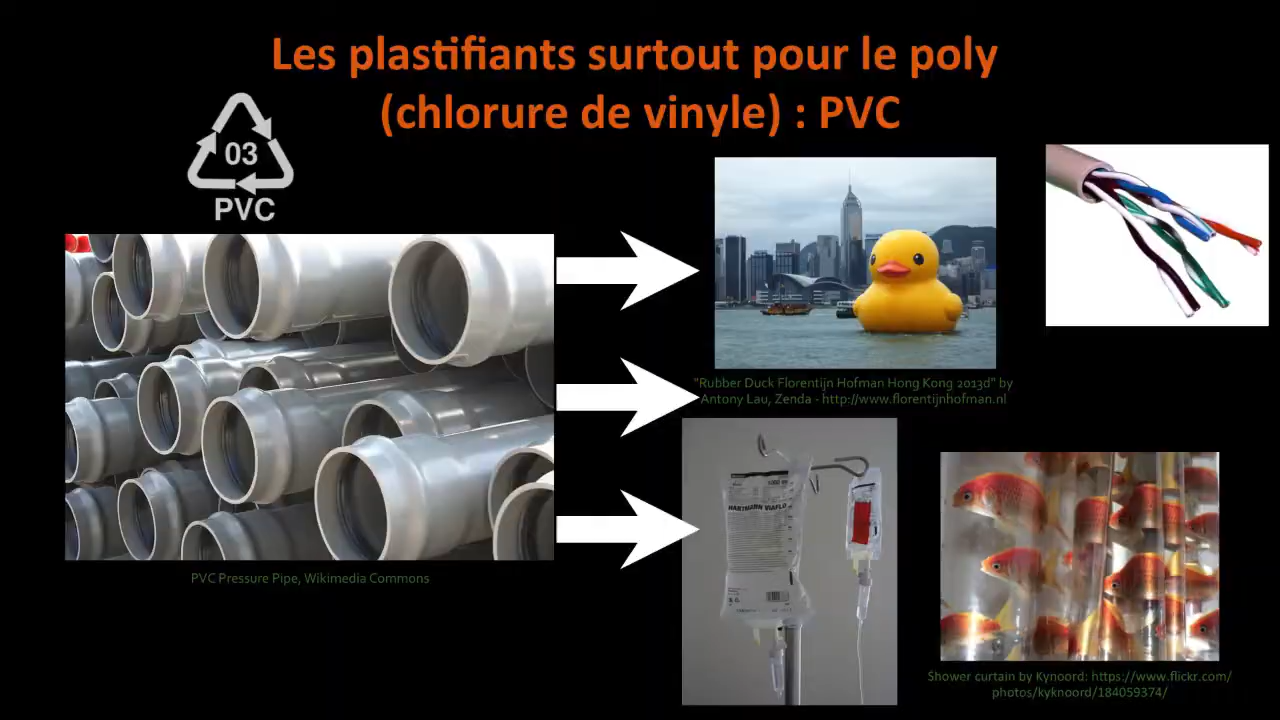 Les plastifiants surtout pour le poly
(chlorure de vinyle) : PVC
03
PVC
"Rubber Duck Florentijn Hofman Hong Kong 2013d" by
Antony Lau, Zenda - http://www.florentijnhofman.nl
HARTMANN VIAFLO
PVC Pressure Pipe, Wikimedia Commons
Shower curtain by Kynoord: https://www.flickr.com/
photos/kyknoord/184059374/